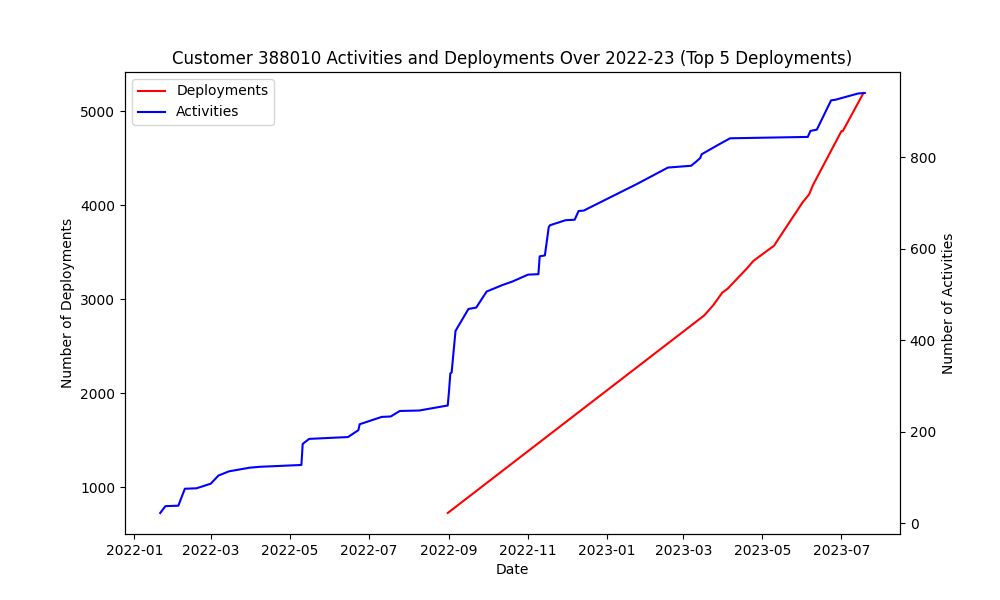 Customer 388010 Activities and Deployments Over 2022-23 (Top 5 Deployments)
Deployments
Activities
5000
4000
3000
2000
1000
Number of Deployments
800
600
400
200
0
Number of Activities
2022-01 2022-03 2022-05 2022-07 2022-09 2022-11 2023-01 2023-03 2023-05 2023-07
Date